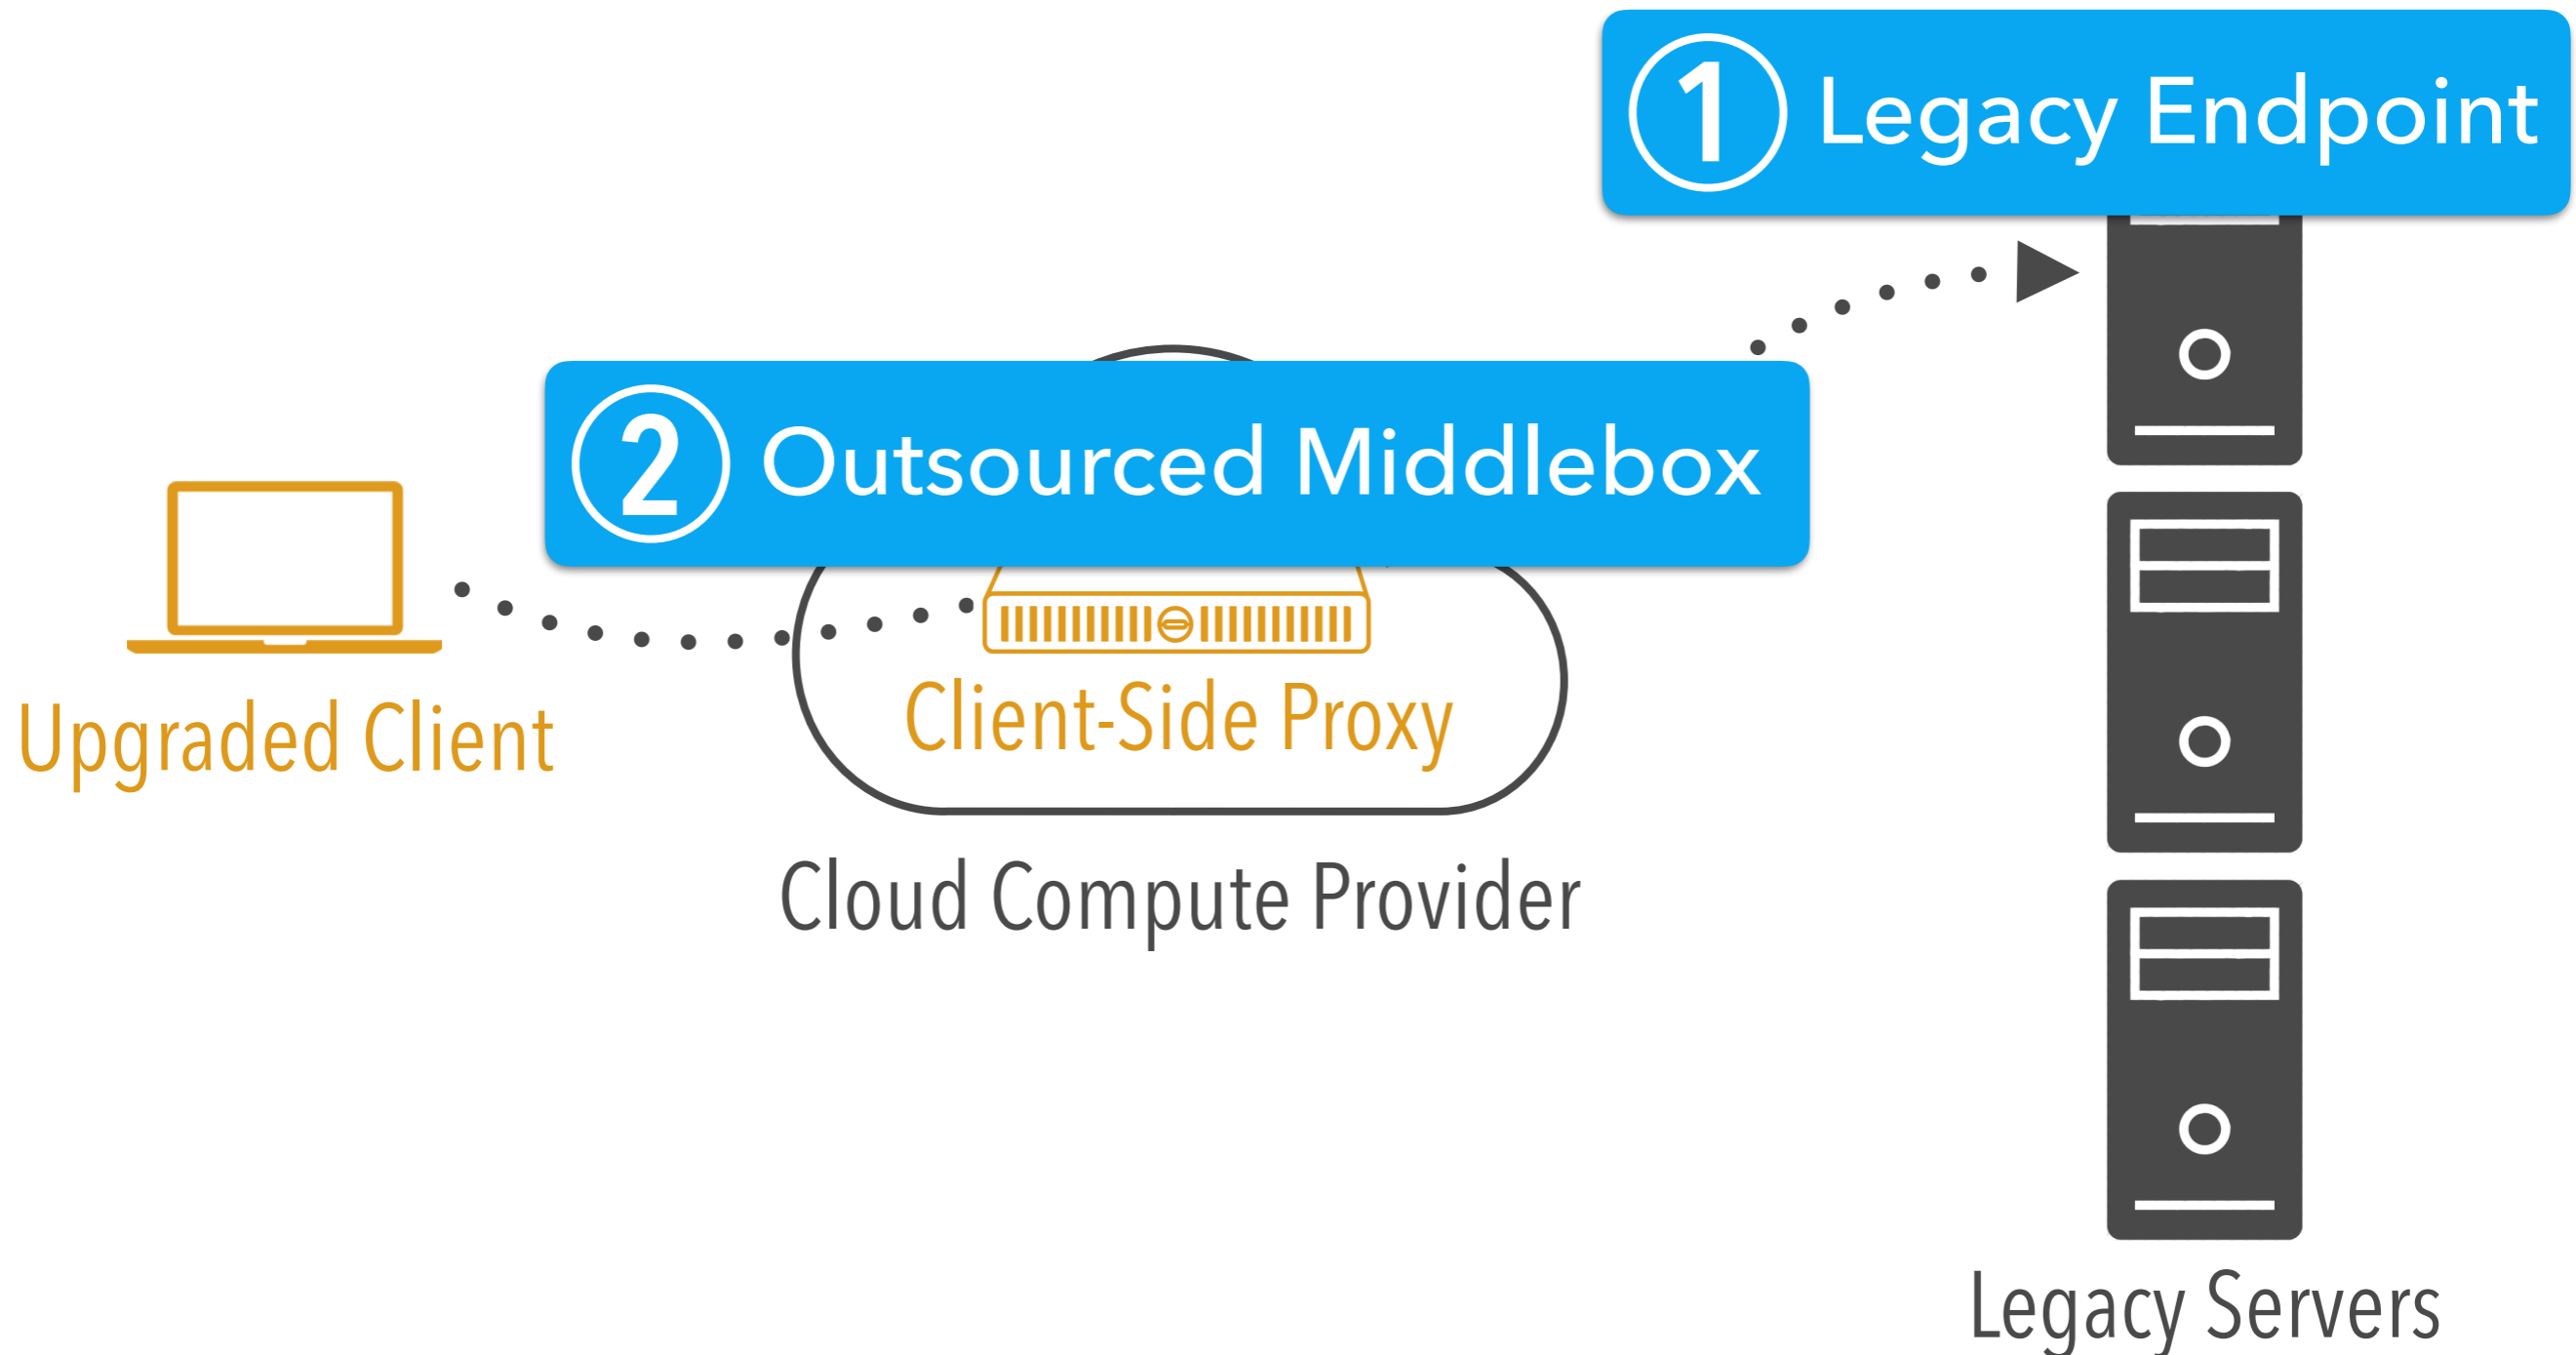 1 Legacy Endpoint
2 Outsourced Middlebox
Upgraded Client
Client-Side Proxy
Cloud Compute Provider
Legacy Servers